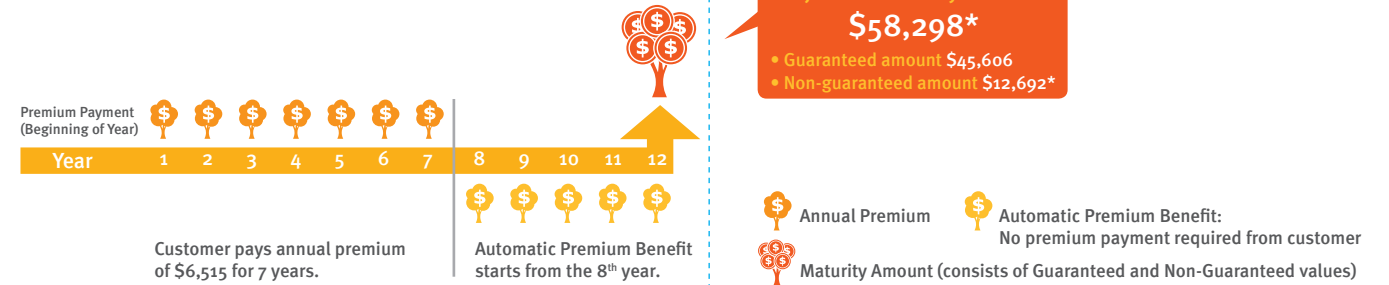 $58,298*
• Guaranteed amount $45,606
• Non-guaranteed amount $12,692*
Premium Payment
(Beginning of Year)
Year 1 2 3 4 5 6 7 8 9 10 11 12
Customer pays annual premium
of $6,515 for 7 years.
Automatic Premium Benefit
starts from the 8th year.
Annual Premium
Automatic Premium Benefit:
No premium payment required from customer
Maturity Amount (consists of Guaranteed and Non-Guaranteed values)